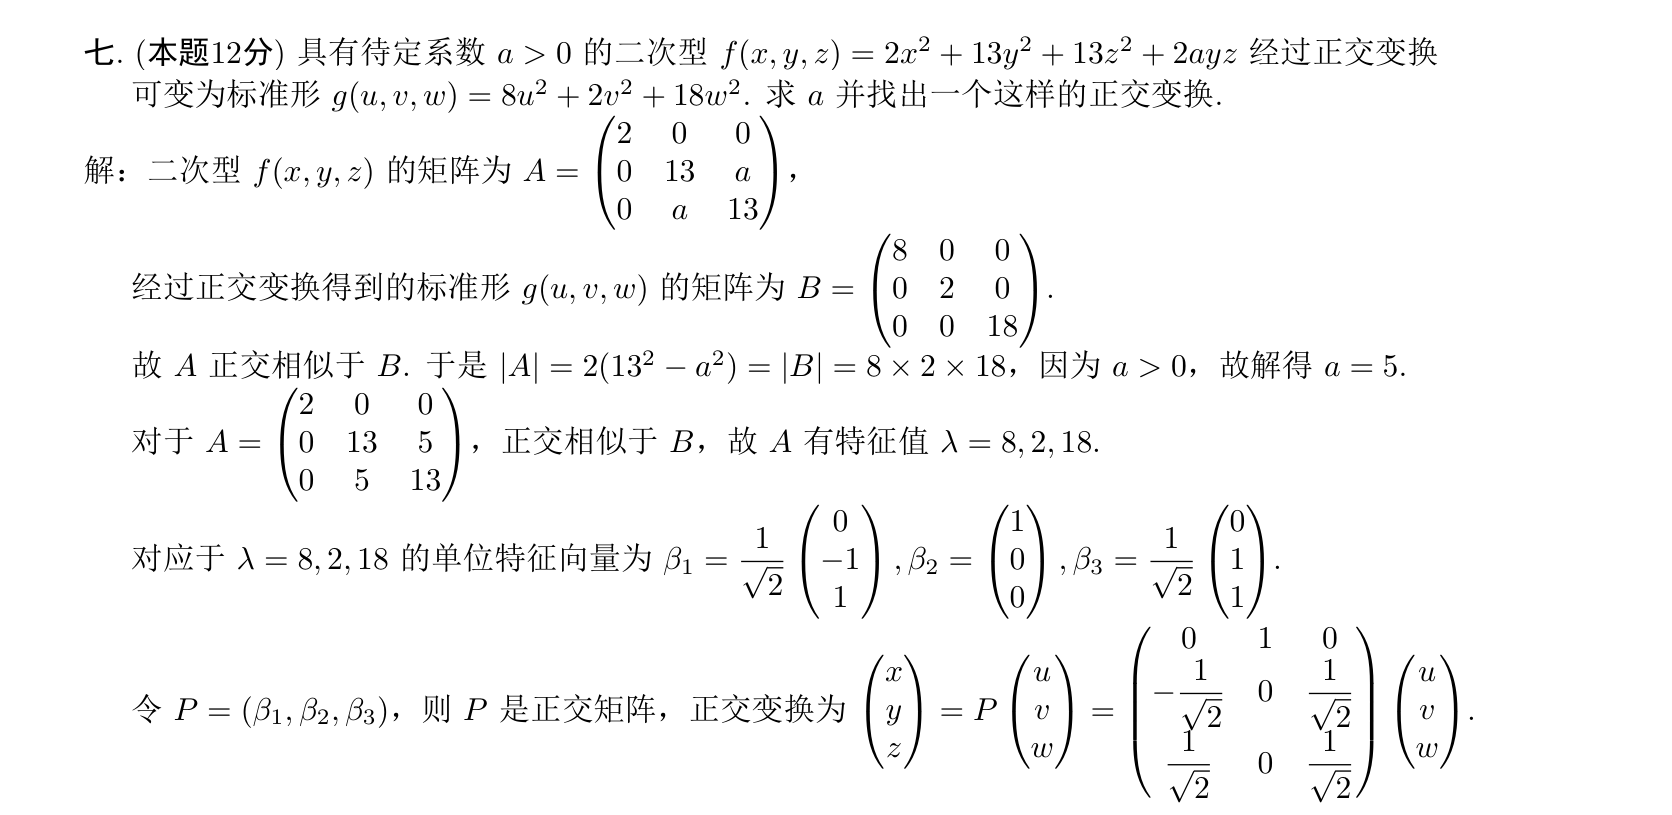 七. (本题12分) 具有待定系数 $a > 0$ 的二次型 $f(x, y, z) = 2x^2 + 13y^2 + 13z^2 + 2ayz$ 经过正交变换
可变为标准形 $g(u, v, w) = 8u^2 + 2v^2 + 18w^2$. 求 $a$ 并找出一个这样的正交变换.
解：二次型 $f(x, y, z)$ 的矩阵为 $A = \begin{pmatrix} 2 & 0 & 0 \\ 0 & 13 & a \\ 0 & a & 13 \end{pmatrix}$，
经过正交变换得到的标准形 $g(u, v, w)$ 的矩阵为 $B = \begin{pmatrix} 8 & 0 & 0 \\ 0 & 2 & 0 \\ 0 & 0 & 18 \end{pmatrix}$.
故 $A$ 正交相似于 $B$. 于是 $|A| = 2(13^2 - a^2) = |B| = 8 \times 2 \times 18$，因为 $a > 0$，故解得 $a = 5$.
对于 $A = \begin{pmatrix} 2 & 0 & 0 \\ 0 & 13 & 5 \\ 0 & 5 & 13 \end{pmatrix}$，正交相似于 $B$，故 $A$ 有特征值 $\lambda = 8, 2, 18$.
对应于 $\lambda = 8, 2, 18$ 的单位特征向量为 $\beta_1 = \frac{1}{\sqrt{2}} \begin{pmatrix} 0 \\ -1 \\ 1 \end{pmatrix}, \beta_2 = \begin{pmatrix} 1 \\ 0 \\ 0 \end{pmatrix}, \beta_3 = \frac{1}{\sqrt{2}} \begin{pmatrix} 0 \\ 1 \\ 1 \end{pmatrix}$.
令 $P = (\beta_1, \beta_2, \beta_3)$，则 $P$ 是正交矩阵，正交变换为 $\begin{pmatrix} x \\ y \\ z \end{pmatrix} = P \begin{pmatrix} u \\ v \\ w \end{pmatrix} = \begin{pmatrix} 0 & 1 & 0 \\ -\frac{1}{\sqrt{2}} & 0 & \frac{1}{\sqrt{2}} \\ \frac{1}{\sqrt{2}} & 0 & \frac{1}{\sqrt{2}} \end{pmatrix} \begin{pmatrix} u \\ v \\ w \end{pmatrix}$.